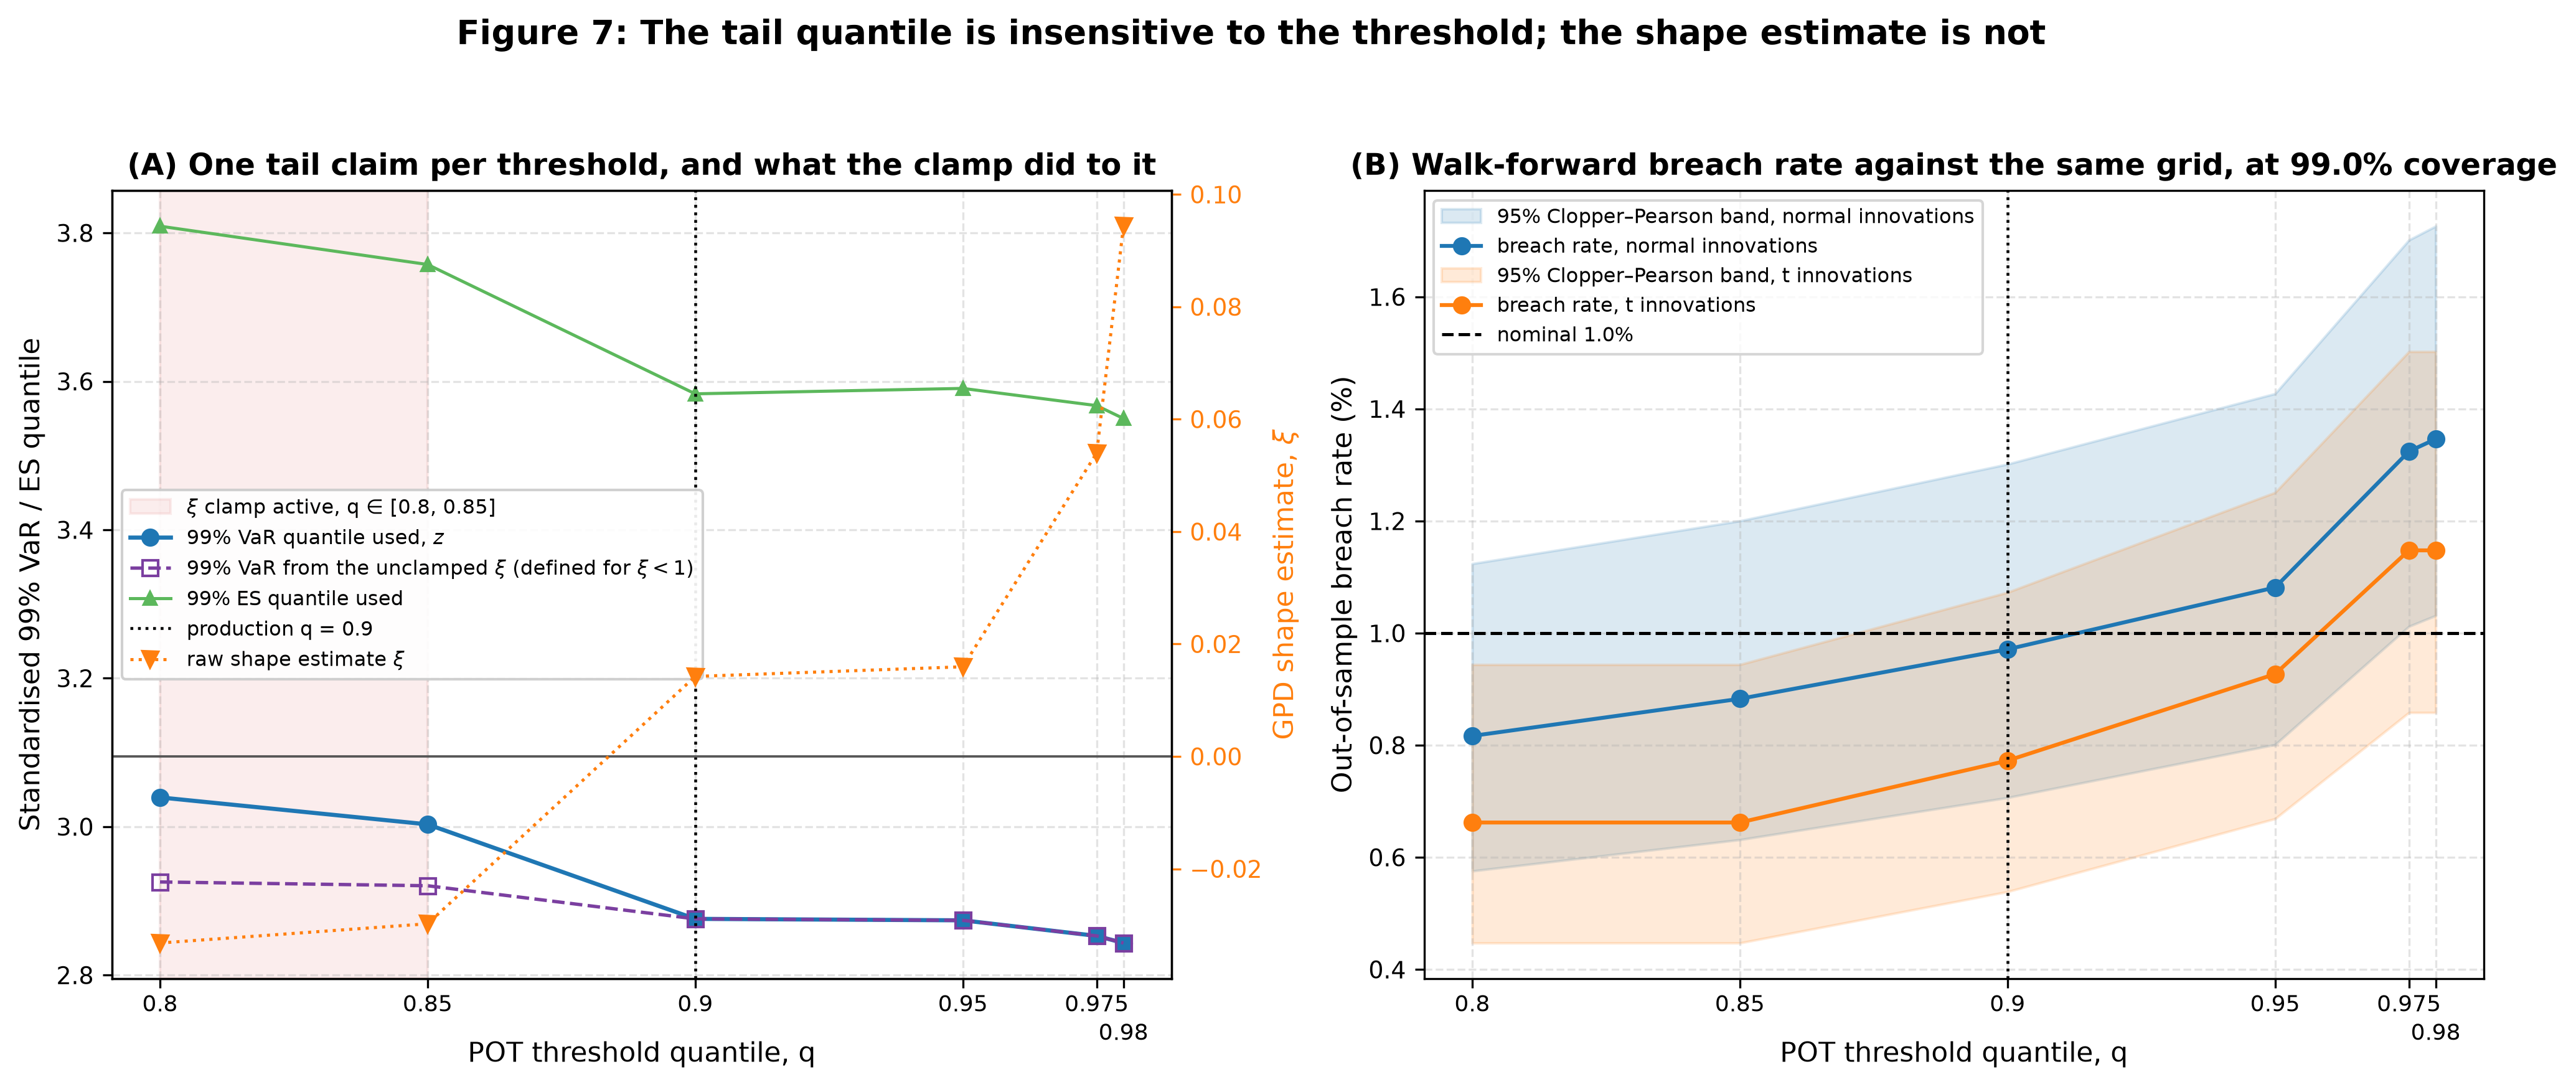 Figure 7: The tail quantile is insensitive to the threshold; the shape estimate is not
(A) One tail claim per threshold, and what the clamp did to it
Standardised 99% VaR / ES quantile
3.8
3.6
3.4
3.2
3.0
2.8
ξ clamp active, q ∈ [0.8, 0.85]
99% VaR quantile used, z
99% VaR from the unclamped ξ (defined for ξ < 1)
99% ES quantile used
production q = 0.9
raw shape estimate ξ
0.10
0.08
0.06
0.04
0.02
0.00
−0.02
GPD shape estimate, ξ
0.8
0.85
0.9
0.95
0.975
0.98
POT threshold quantile, q
(B) Walk-forward breach rate against the same grid, at 99.0% coverage
Out-of-sample breach rate (%)
1.6
1.4
1.2
1.0
0.8
0.6
0.4
95% Clopper–Pearson band, normal innovations
breach rate, normal innovations
95% Clopper–Pearson band, t innovations
breach rate, t innovations
nominal 1.0%
0.8
0.85
0.9
0.95
0.975
0.98
POT threshold quantile, q